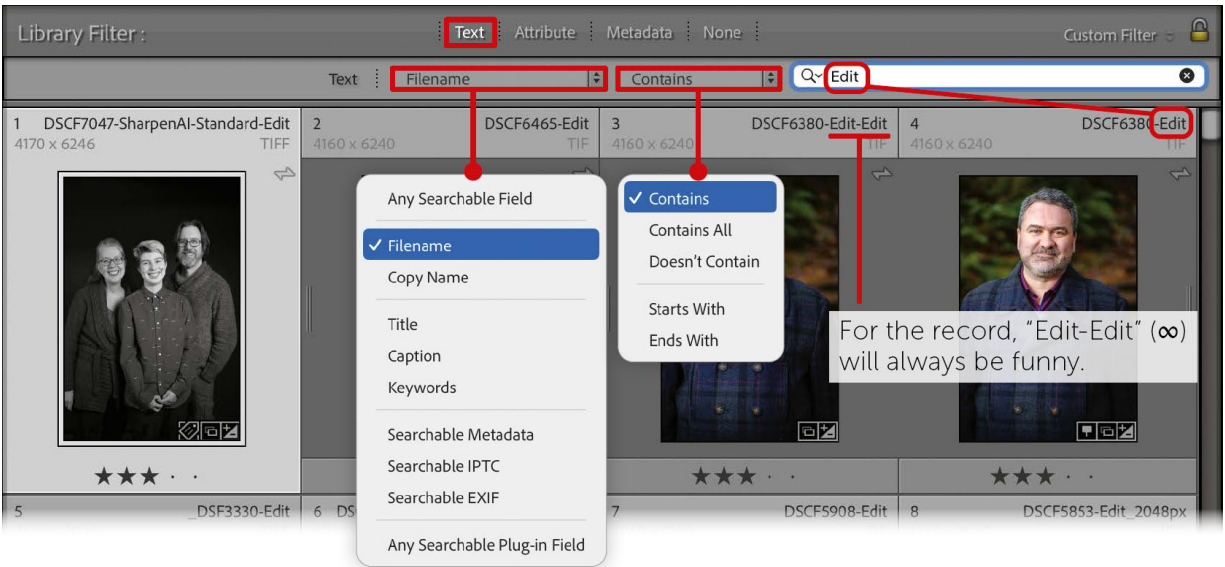 Library Filter :
Text
Attribute
Metadata
None
Custom Filter
Text
Filename
Contains
Edit
1 DSCF7047-SharpenAI-Standard-Edit
4170 x 6246 TIFF
2 DSCF6465-Edit
4160 x 6240 TIF
3 DSCF6380-Edit-Edit
4160 x 6240 TIF
4 DSCF6380-Edit
4160 x 6240 TIF
Any Searchable Field
✓ Filename
Copy Name
Title
Caption
Keywords
Searchable Metadata
Searchable IPTC
Searchable EXIF
Any Searchable Plug-in Field
✓ Contains
Contains All
Doesn’t Contain
Starts With
Ends With
For the record, “Edit-Edit” (∞)
will always be funny.
5 _DSF3330-Edit
6 DS
7 DSCF5908-Edit
8 DSCF5853-Edit_2048px